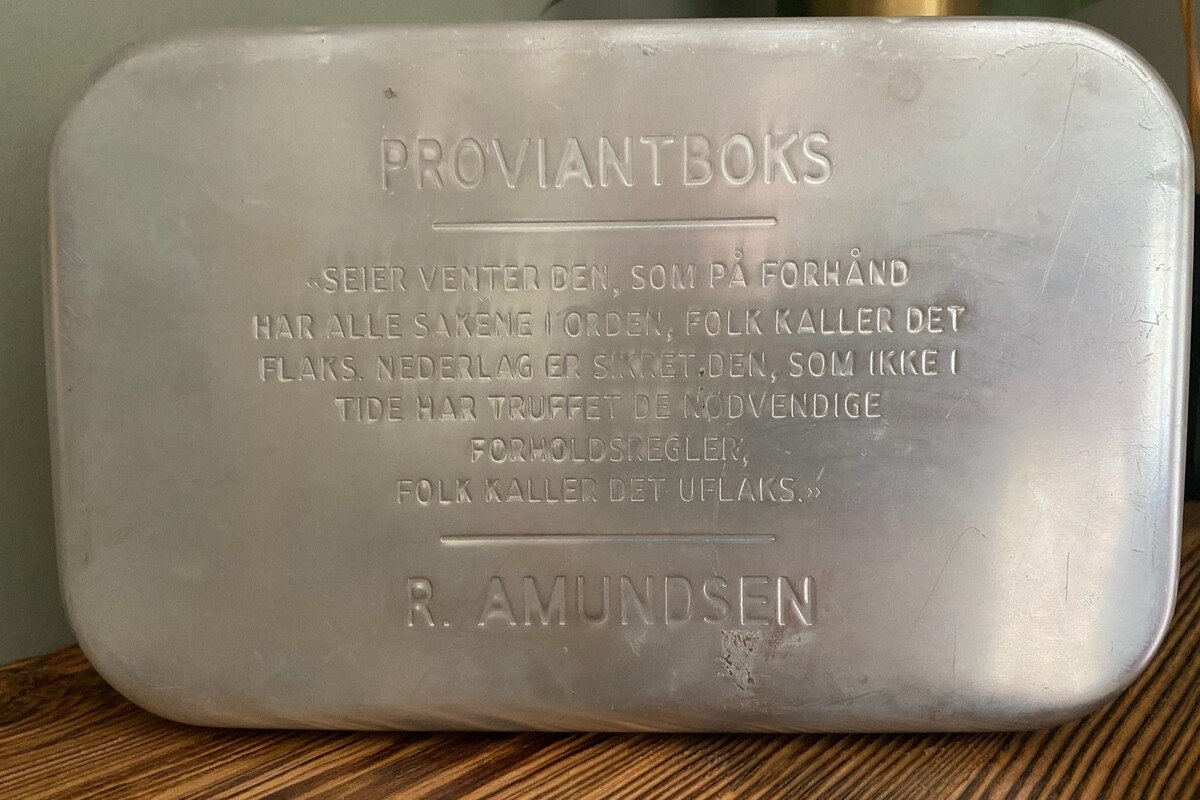 PROVIANTBOKS
«SEIER VENTER DEN, SOM PÅ FORHÅND
HAR ALLE SAKENE I ORDEN, FOLK KALLER DET
FLAKS. NEDERLAG ER SIKRET DEN, SOM IKKE I
TIDE HAR TRUFFET DE NØDVENDIGE
FORHOLDSREGLER,
FOLK KALLER DET UFLAKS.»
R. AMUNDSEN